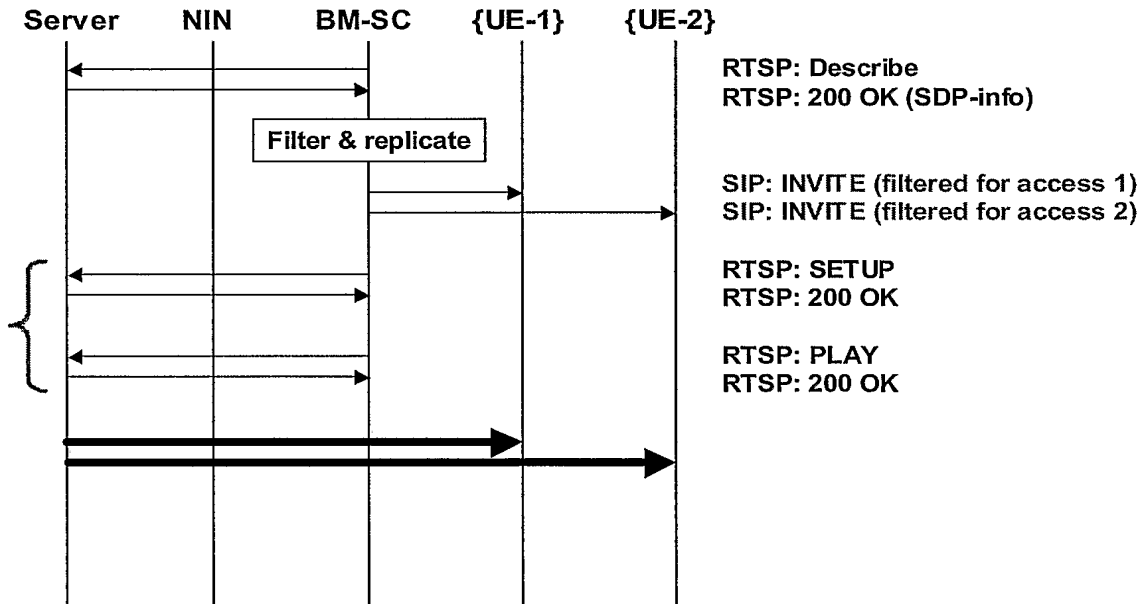 Server NIN BM-SC {UE-1} {UE-2}
RTSP: Describe
RTSP: 200 OK (SDP-info)
Filter & replicate
SIP: INVITE (filtered for access 1)
SIP: INVITE (filtered for access 2)
RTSP: SETUP
RTSP: 200 OK
RTSP: PLAY
RTSP: 200 OK